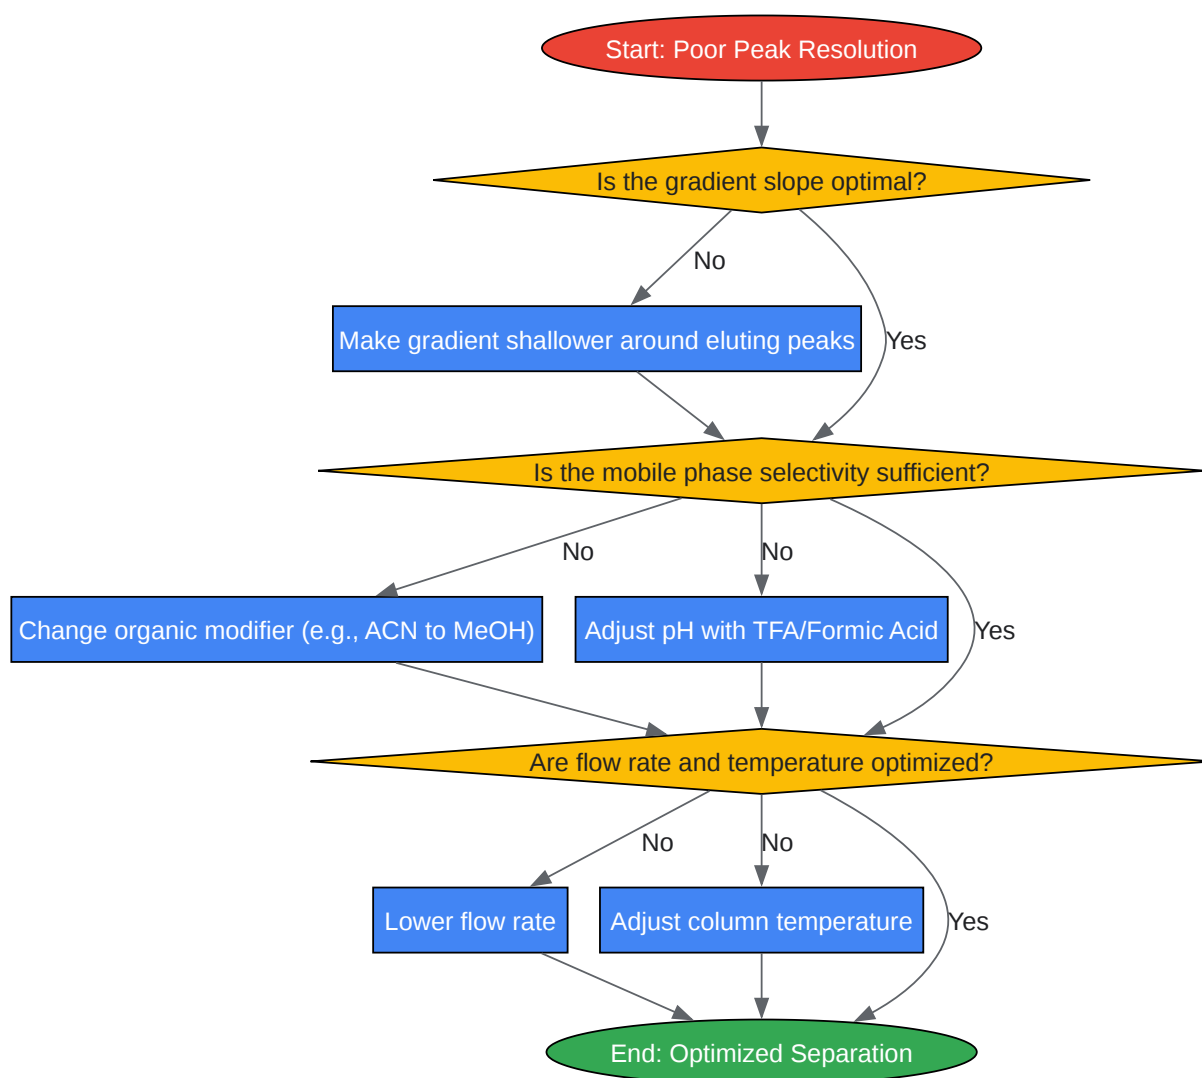 Start: Poor Peak Resolution
Is the gradient slope optimal?
No
Make gradient shallower around eluting peaks
Yes
Is the mobile phase selectivity sufficient?
No
No
Change organic modifier (e.g., ACN to MeOH)
Adjust pH with TFA/Formic Acid
Yes
Are flow rate and temperature optimized?
No
No
Lower flow rate
Adjust column temperature
Yes
End: Optimized Separation